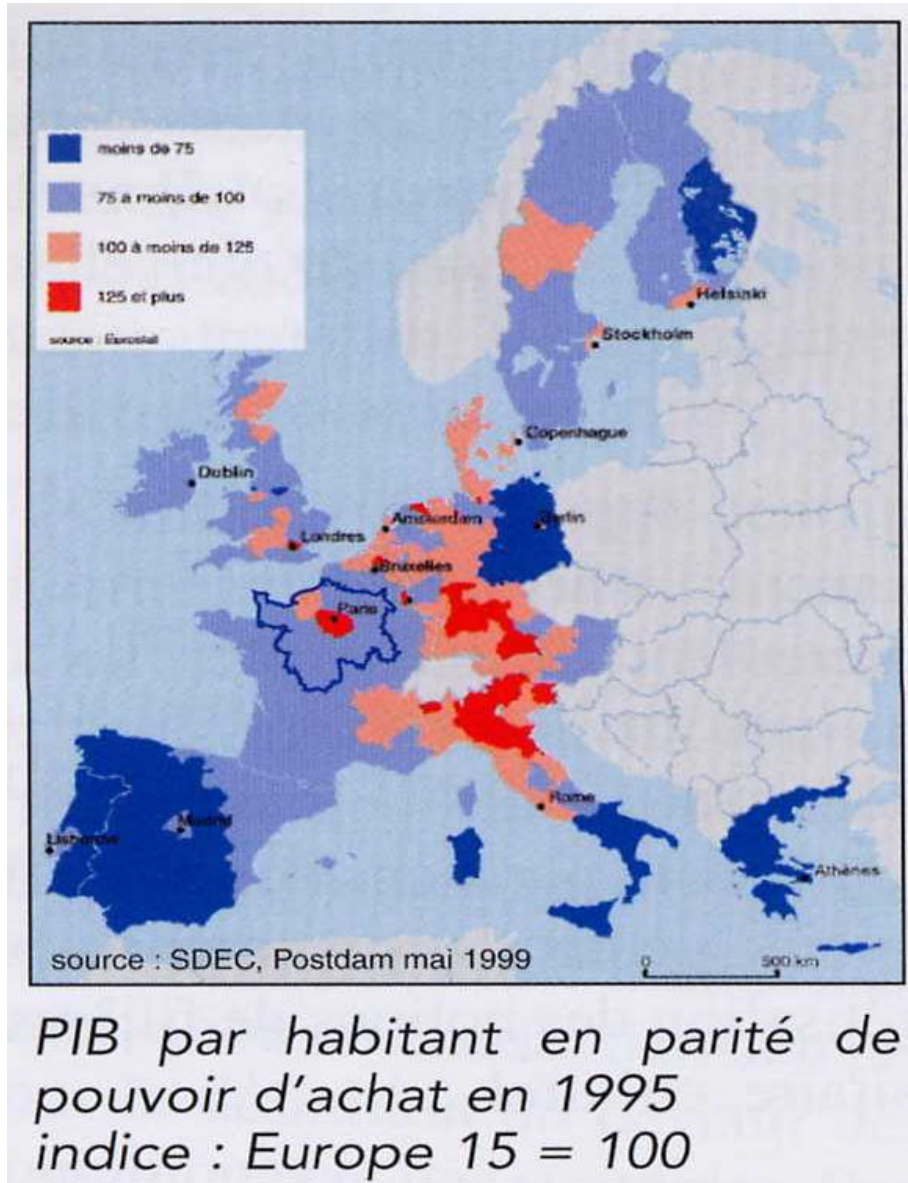 moins de 75
75 à moins de 100
100 à moins de 125
125 et plus
source : Eurostat
Helsinki
Stockholm
Copenhague
Dublin
Amsterdam
Berlin
Londres
Bruxelles
Paris
Rome
Madrid
Lisbonne
Athènes
source : SDEC, Postdam mai 1999
0 500 km
PIB par habitant en parité de
pouvoir d'achat en 1995
indice : Europe 15 = 100